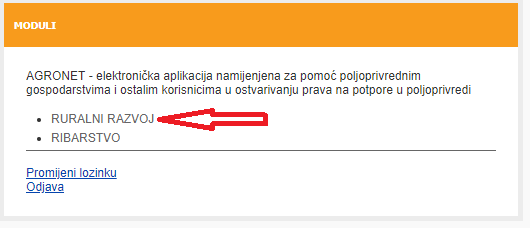 MODULI
AGRONET - elektronička aplikacija namijenjena za pomoć poljoprivrednim
gospodarstvima i ostalim korisnicima u ostvarivanju prava na potpore u poljoprivredi
RURALNI RAZVOJ
RIBARSTVO
Promijeni lozinku
Odjava